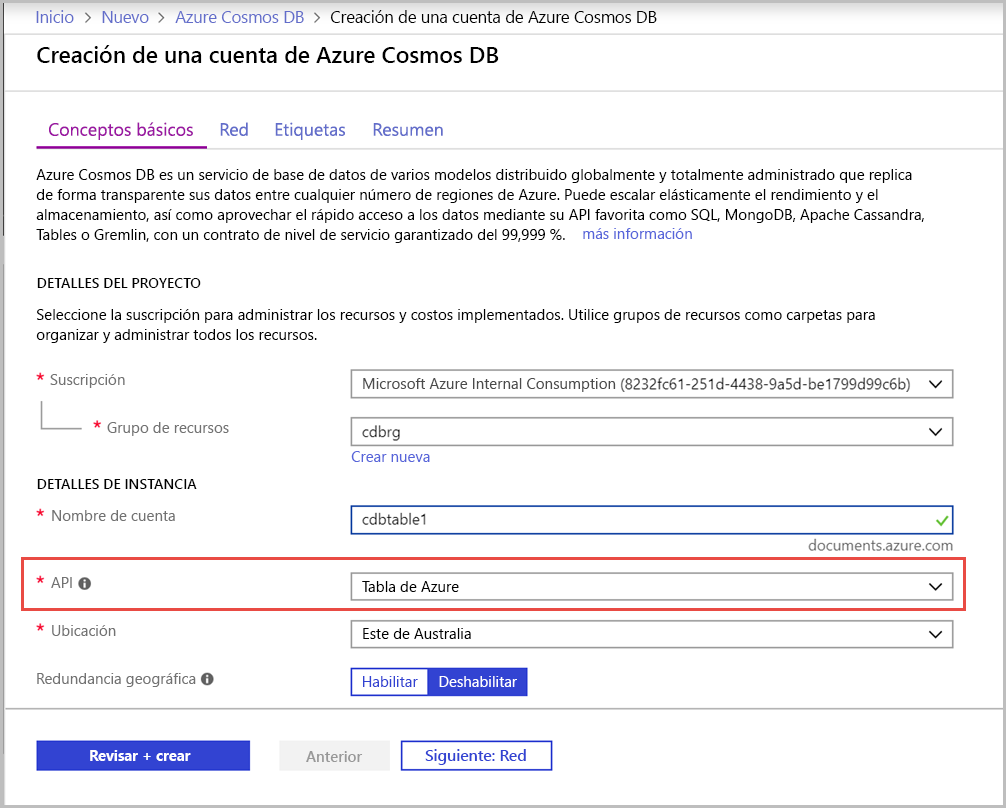 Inicio > Nuevo > Azure Cosmos DB > Creación de una cuenta de Azure Cosmos DB
Creación de una cuenta de Azure Cosmos DB
Conceptos básicos Red Etiquetas Resumen
Azure Cosmos DB es un servicio de base de datos de varios modelos distribuido globalmente y totalmente administrado que replica
de forma transparente sus datos entre cualquier número de regiones de Azure. Puede escalar elásticamente el rendimiento y el
almacenamiento, así como aprovechar el rápido acceso a los datos mediante su API favorita como SQL, MongoDB, Apache Cassandra,
Tables o Gremlin, con un contrato de nivel de servicio garantizado del 99,999 %. más información
DETALLES DEL PROYECTO
Seleccione la suscripción para administrar los recursos y costos implementados. Utilice grupos de recursos como carpetas para
organizar y administrar todos los recursos.
* Suscripción Microsoft Azure Internal Consumption (8232fc61-251d-4438-9a5d-be1799d99c6b)
* Grupo de recursos cdbrg
Crear nueva
DETALLES DE INSTANCIA
* Nombre de cuenta cdbtable1
documents.azure.com
* API Tabla de Azure
* Ubicación Este de Australia
Redundancia geográfica Habilitar Deshabilitar
Revisar + crear Anterior Siguiente: Red